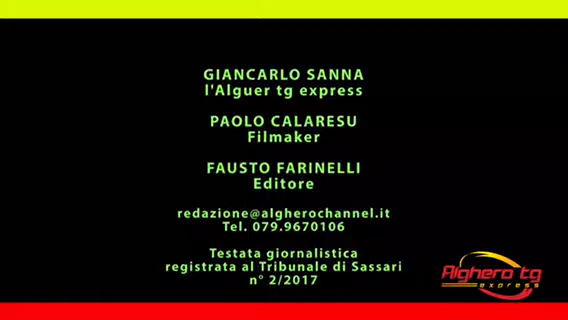 GIANCARLO SANNA
l'Alguer tg express
PAOLO CALARESU
Filmaker
FAUSTO FARINELLI
Editore
redazione@algherochannel.it
Tel. 079.9670106
Testata giornalistica
registrata al Tribunale di Sassari
n° 2/2017
Alghero tg
express